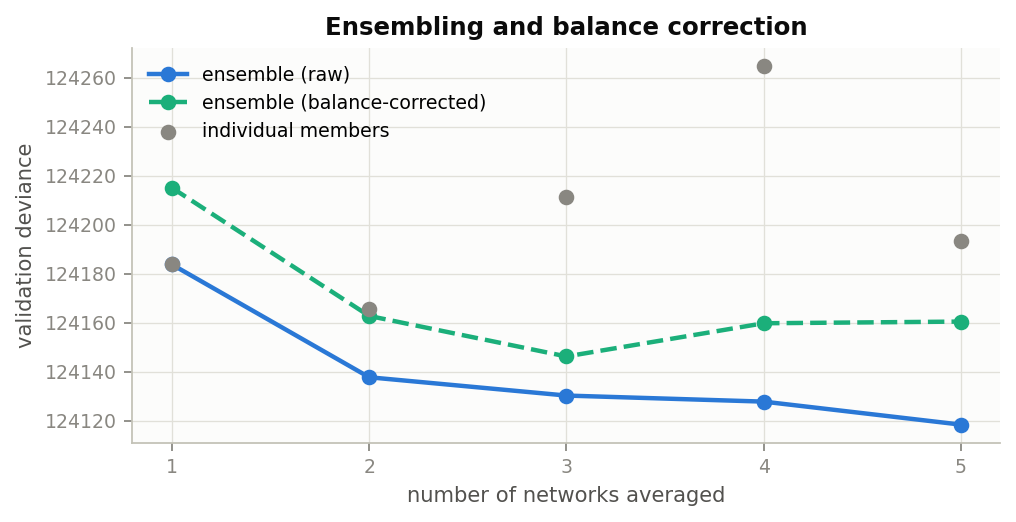 Ensembling and balance correction
ensemble (raw)
ensemble (balance-corrected)
individual members
validation deviance
124260
124240
124220
124200
124180
124160
124140
124120
1 2 3 4 5
number of networks averaged